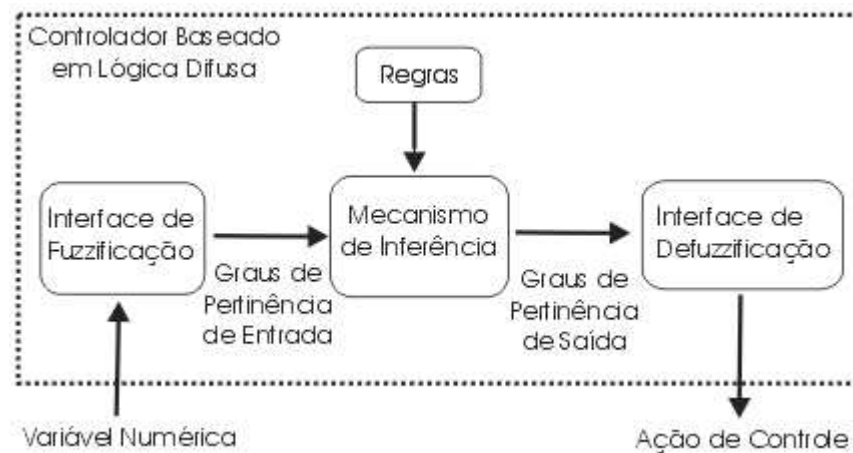 Controlador Baseado
em Lógica Difusa
Regras
Interface de
Fuzzificação
Mecanismo
de Inferência
Interface de
Defuzzificação
Graus de
Pertinência
de Entrada
Graus de
Pertinência
de Saída
Variável Numérica
Ação de Controle